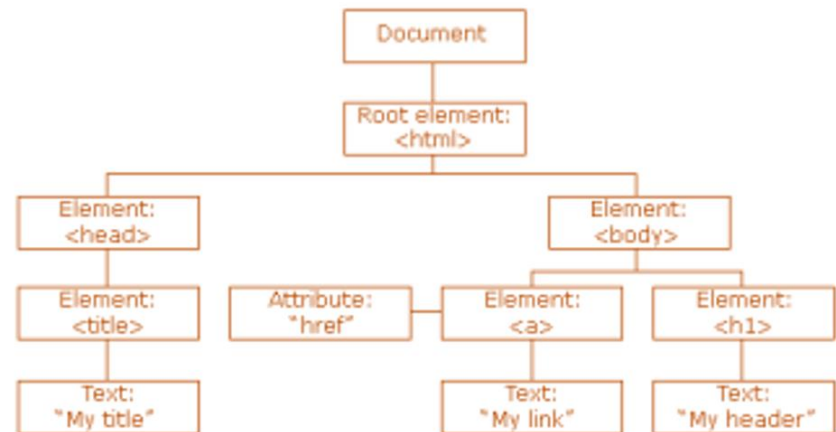 Document
Root element:
<html>
Element:
<head>
Element:
<body>
Element:
<title>
Attribute:
"href"
Element:
<a>
Element:
<h1>
Text:
"My title"
Text:
"My link"
Text:
"My header"